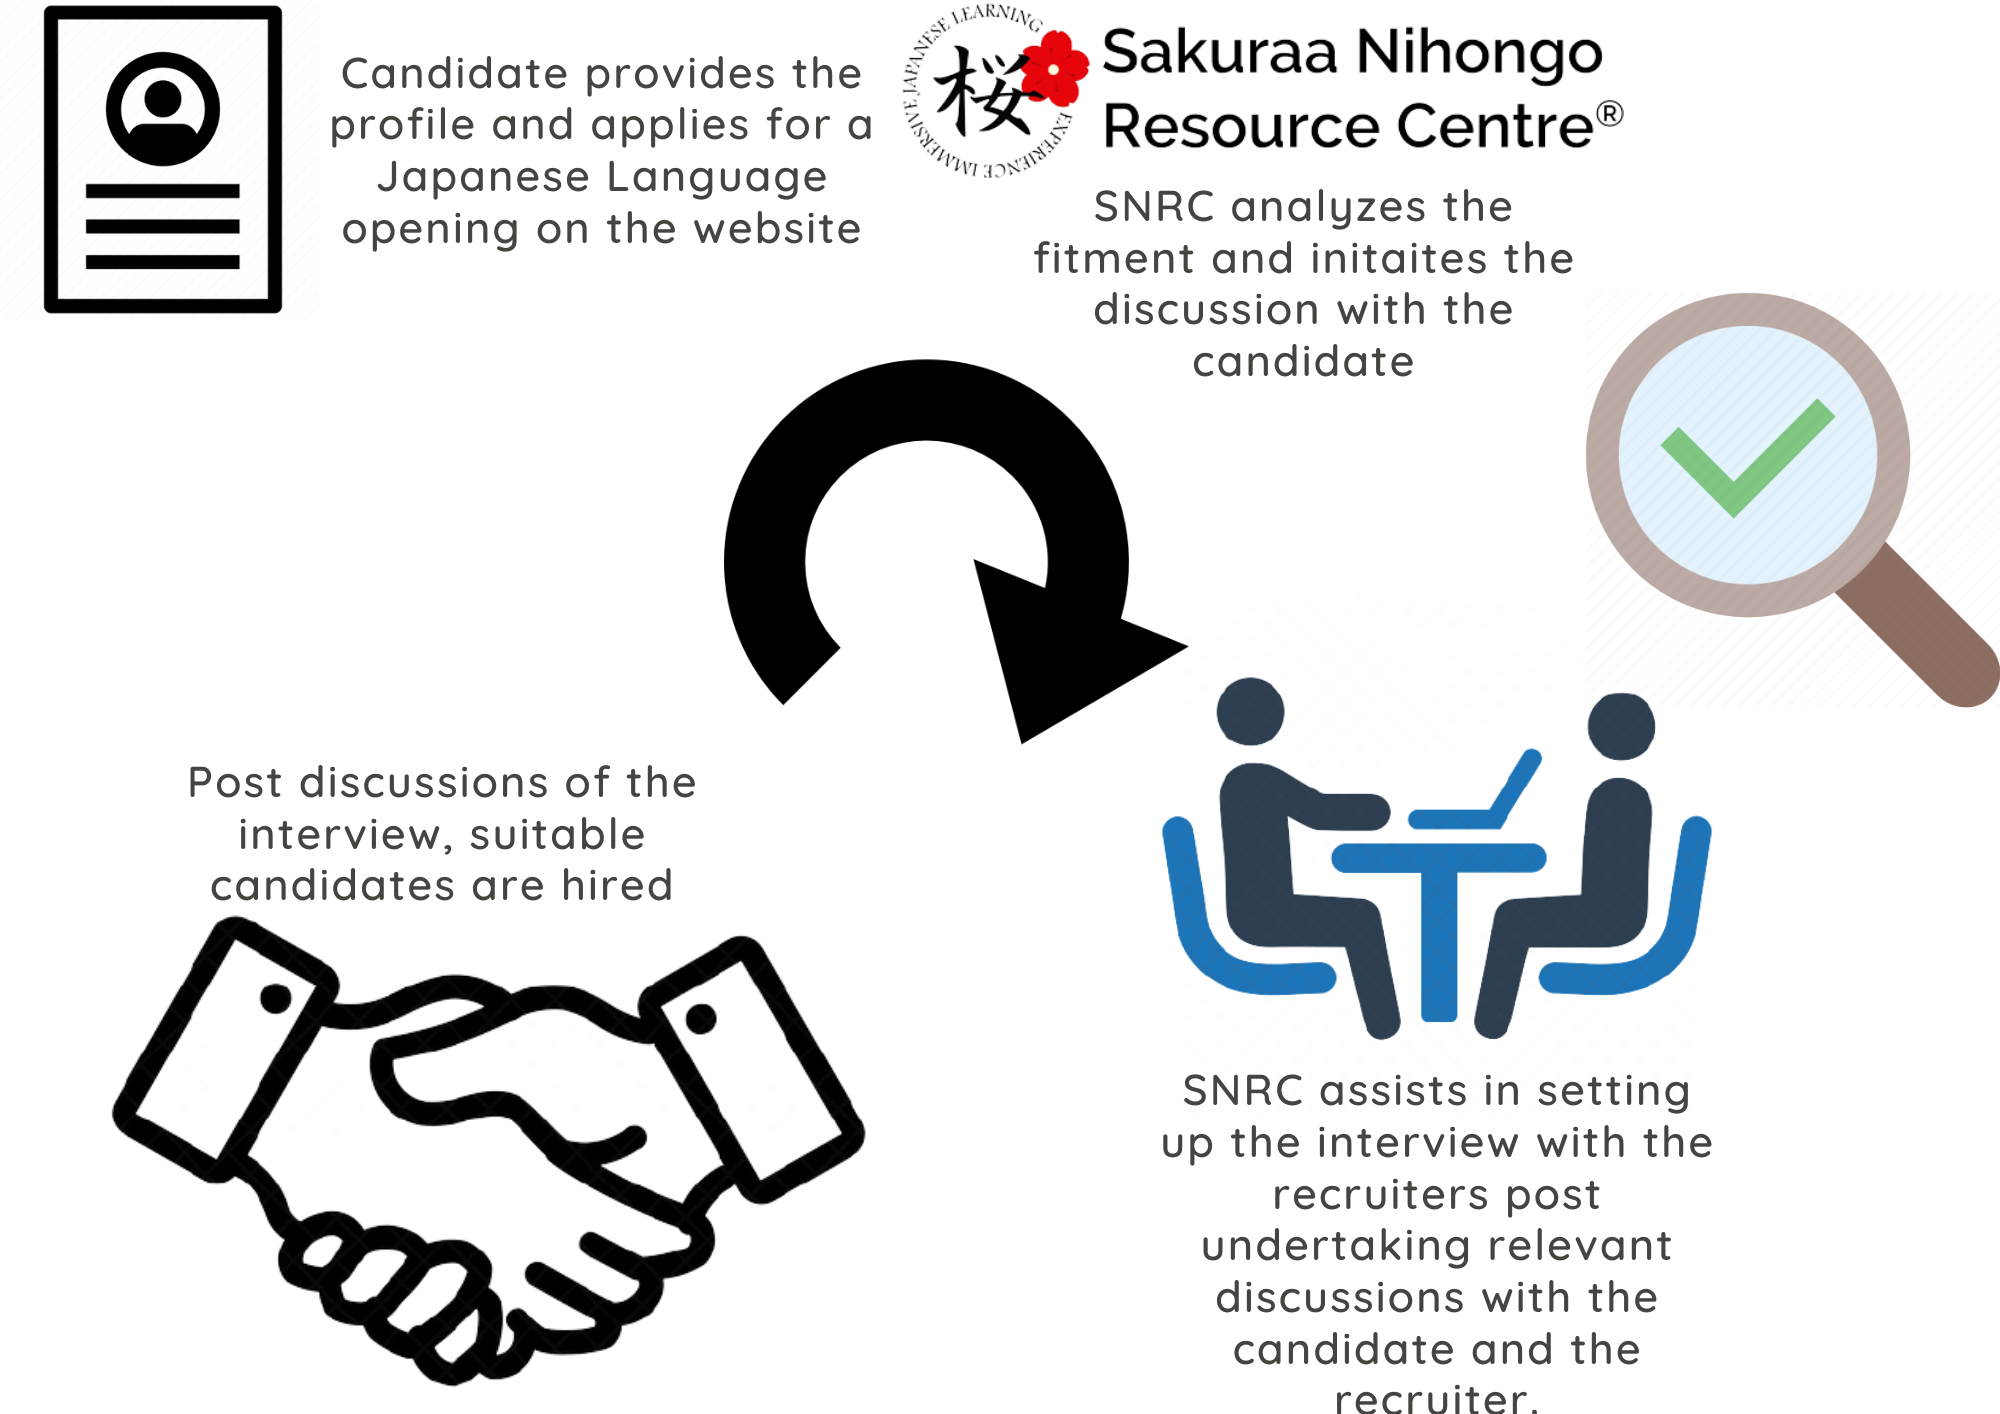 Candidate provides the
profile and applies for a
Japanese Language
opening on the website
IMMERSIVE JAPANESE LEARNING EXPERIENCE
桜
Sakuraa Nihongo
Resource Centre®
SNRC analyzes the
fitment and initaites the
discussion with the
candidate
SNRC assists in setting
up the interview with the
recruiters post
undertaking relevant
discussions with the
candidate and the
recruiter.
Post discussions of the
interview, suitable
candidates are hired